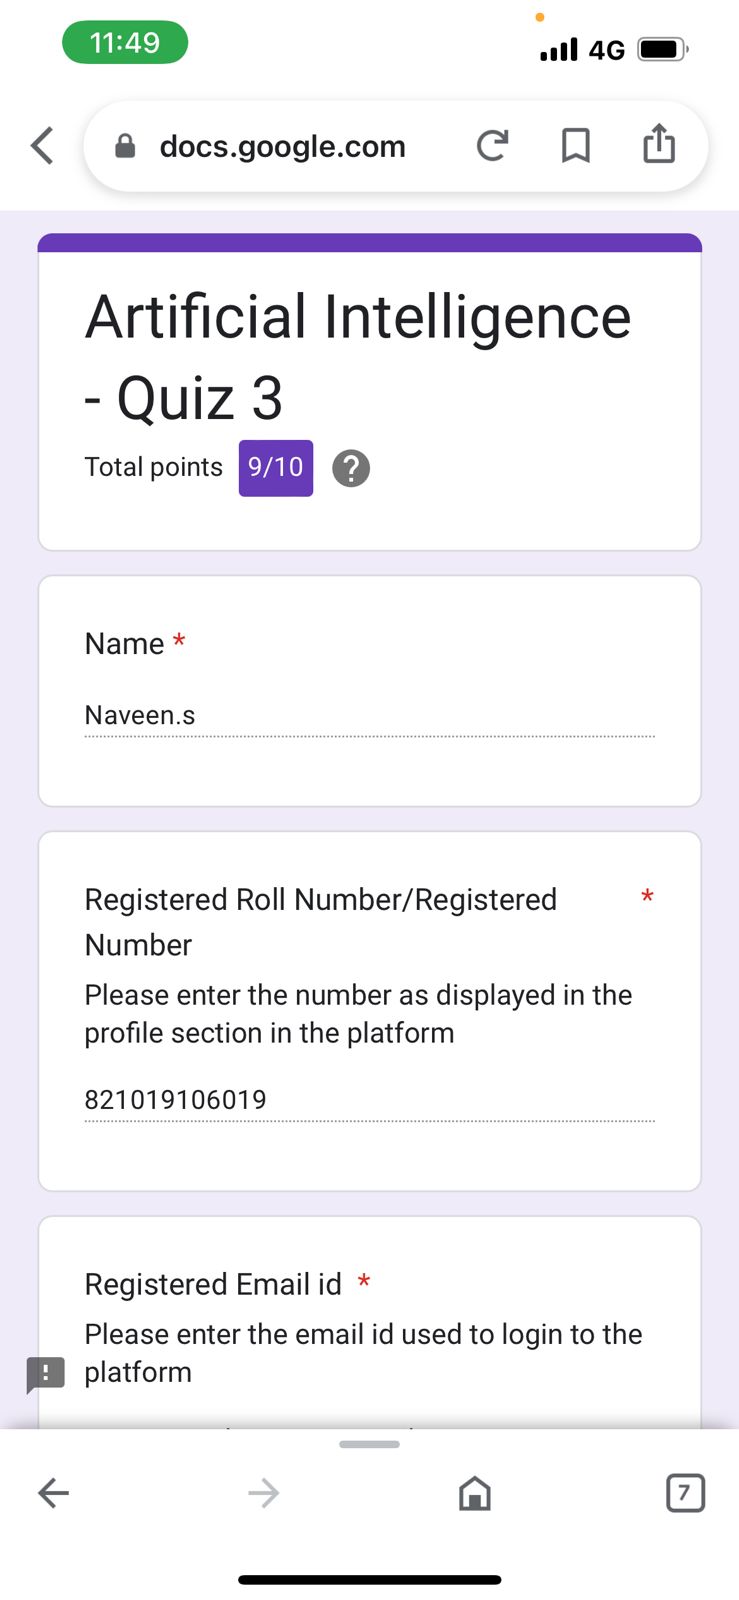 11:49
4G
docs.google.com
Artificial Intelligence
- Quiz 3
Total points 9/10 ?
Name *
Naveen.s
Registered Roll Number/Registered *
Number
Please enter the number as displayed in the
profile section in the platform
821019106019
Registered Email id *
Please enter the email id used to login to the
platform
7